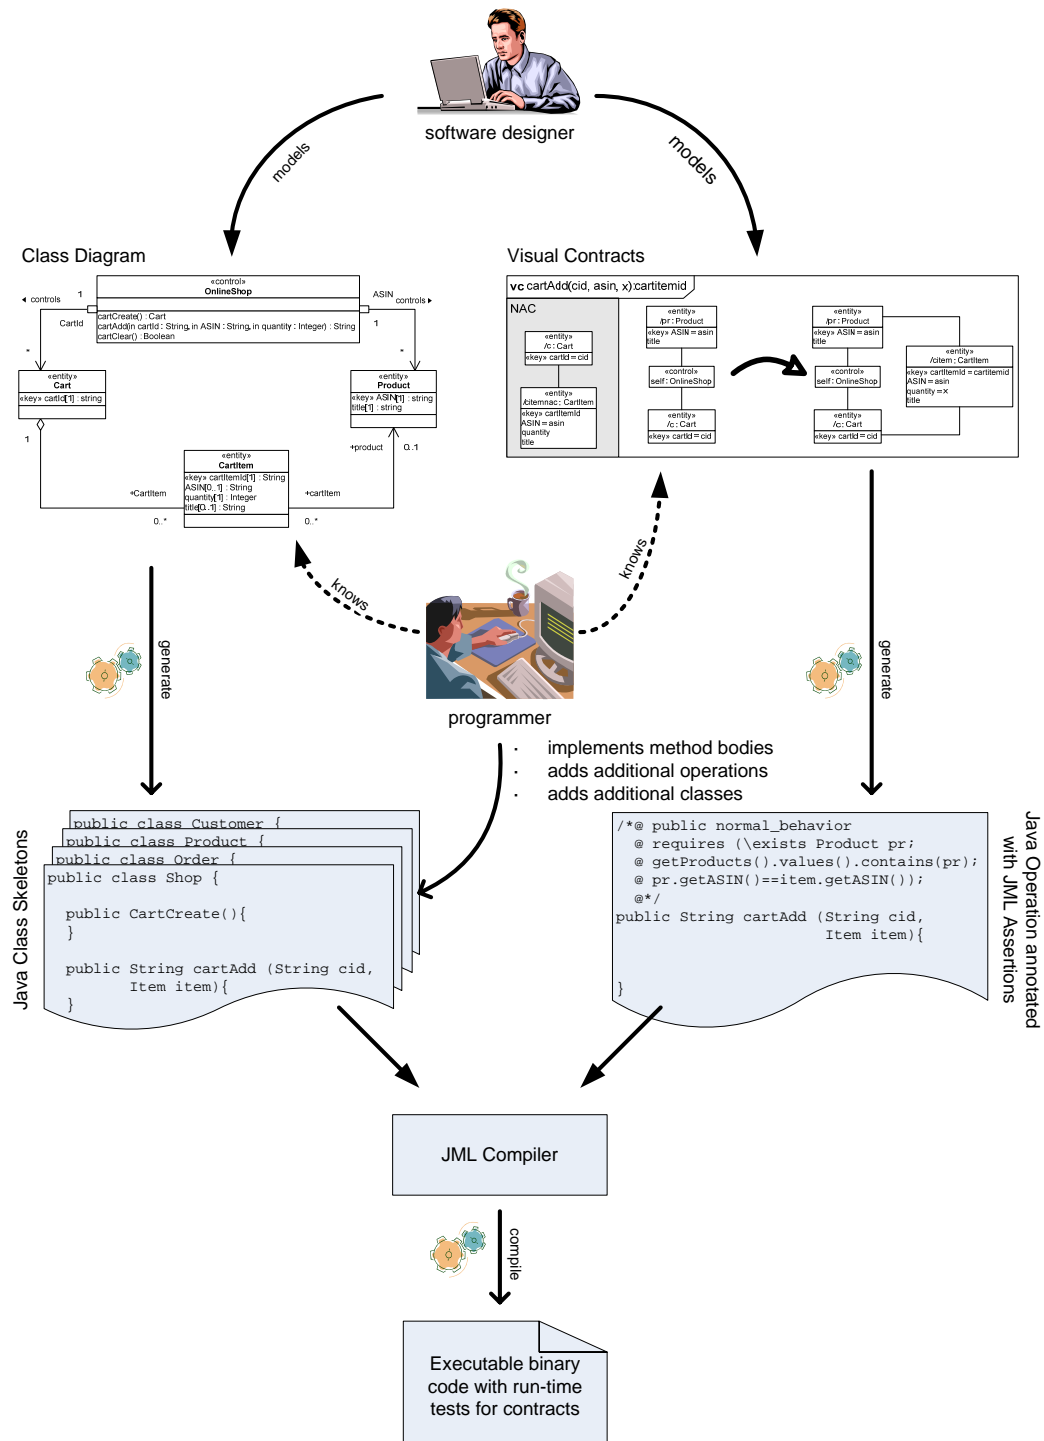 software designer
models
models
Class Diagram
«control»
OnlineShop
cartCreate() : Cart
cartAdd(in cartId : String, in ASIN : String, in quantity : Integer) : String
cartClear() : Boolean
1
controls
CartId
*
ASIN
controls
1
*
«entity»
Cart
«key» cartId[1] : string
«entity»
Product
«key» ASIN[1] : string
title[1] : string
1
+product
0..1
«entity»
CartItem
«key» cartItemId[1] : String
ASIN[0..1] : String
quantity[1] : Integer
title[0..1] : String
+CartItem
0..*
+cartItem
0..*
Visual Contracts
vc cartAdd(cid, asin, x):cartitemid
NAC
«entity»
/c : Cart
«key» cartId = cid
«entity»
/citemnac : CartItem
«key» cartItemId
ASIN = asin
quantity
title
«entity»
/pr : Product
«key» ASIN = asin
title
«control»
self : OnlineShop
«entity»
/c : Cart
«key» cartId = cid
«entity»
/pr : Product
«key» ASIN = asin
title
«control»
self : OnlineShop
«entity»
/c : Cart
«key» cartId = cid
«entity»
/citem : CartItem
«key» cartItemId = cartitemid
ASIN = asin
quantity = x
title
knows
knows
generate
generate
programmer
· implements method bodies
· adds additional operations
· adds additional classes
Java Class Skeletons
public class Customer {
public class Product {
public class Order {
public class Shop {
public CartCreate(){
}
public String cartAdd (String cid,
Item item){
}
/*@ public normal_behavior
@ requires (\exists Product pr;
@ getProducts().values().contains(pr);
@ pr.getASIN()==item.getASIN());
@*/
public String cartAdd (String cid,
Item item){
}
Java Operation annotated
with JML Assertions
JML Compiler
compile
Executable binary
code with run-time
tests for contracts